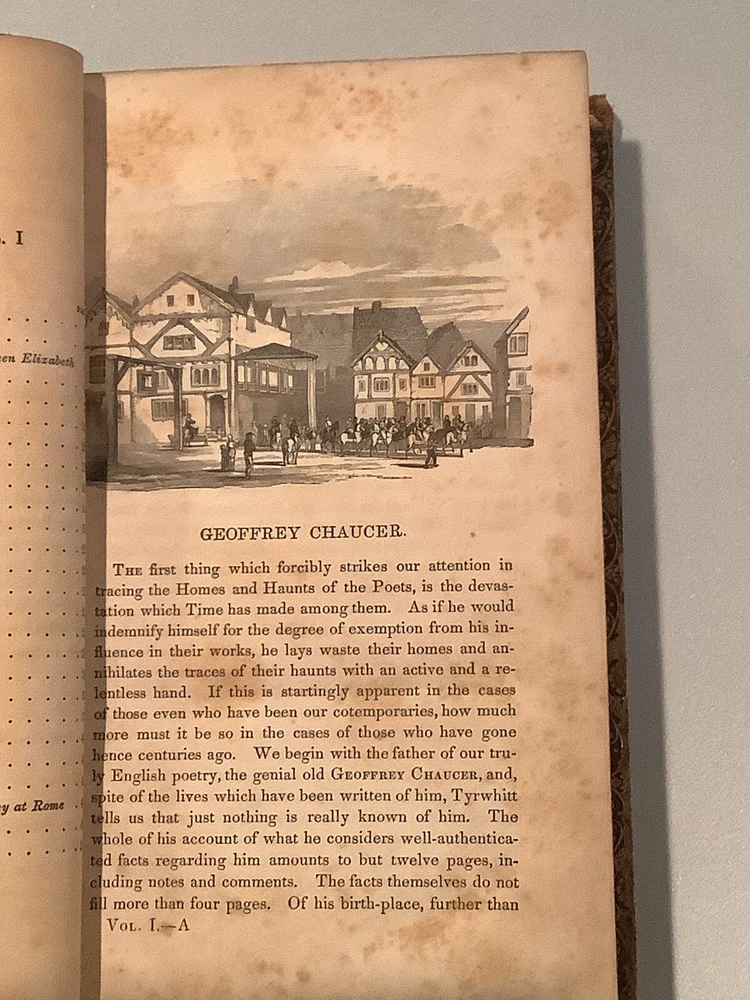 . I
en Elizabeth
y at Rome
GEOFFREY CHAUCER.
THE first thing which forcibly strikes our attention in
tracing the Homes and Haunts of the Poets, is the devas-
tation which Time has made among them. As if he would
indemnify himself for the degree of exemption from his in-
fluence in their works, he lays waste their homes and an-
nihilates the traces of their haunts with an active and a re-
lentless hand. If this is startingly apparent in the cases
of those even who have been our cotemporaries, how much
more must it be so in the cases of those who have gone
hence centuries ago. We begin with the father of our tru-
ly English poetry, the genial old GEOFFREY CHAUCER, and,
spite of the lives which have been written of him, Tyrwhitt
tells us that just nothing is really known of him. The
whole of his account of what he considers well-authentica-
ted facts regarding him amounts to but twelve pages, in-
cluding notes and comments. The facts themselves do not
fill more than four pages. Of his birth-place, further than
VOL. I.—A